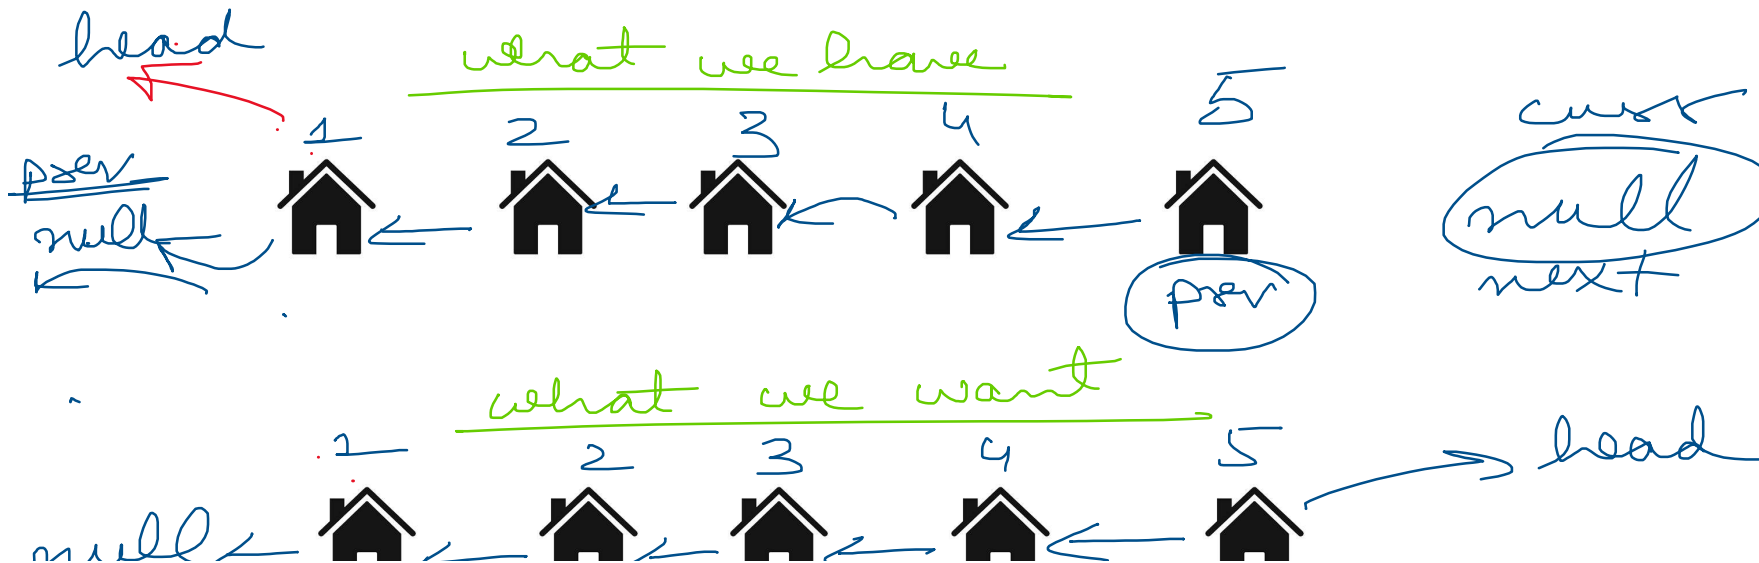 head
what we have
1 2 3 4 5
curr
prev
null
null
prev
next
what we want
1 2 3 4 5
head
null